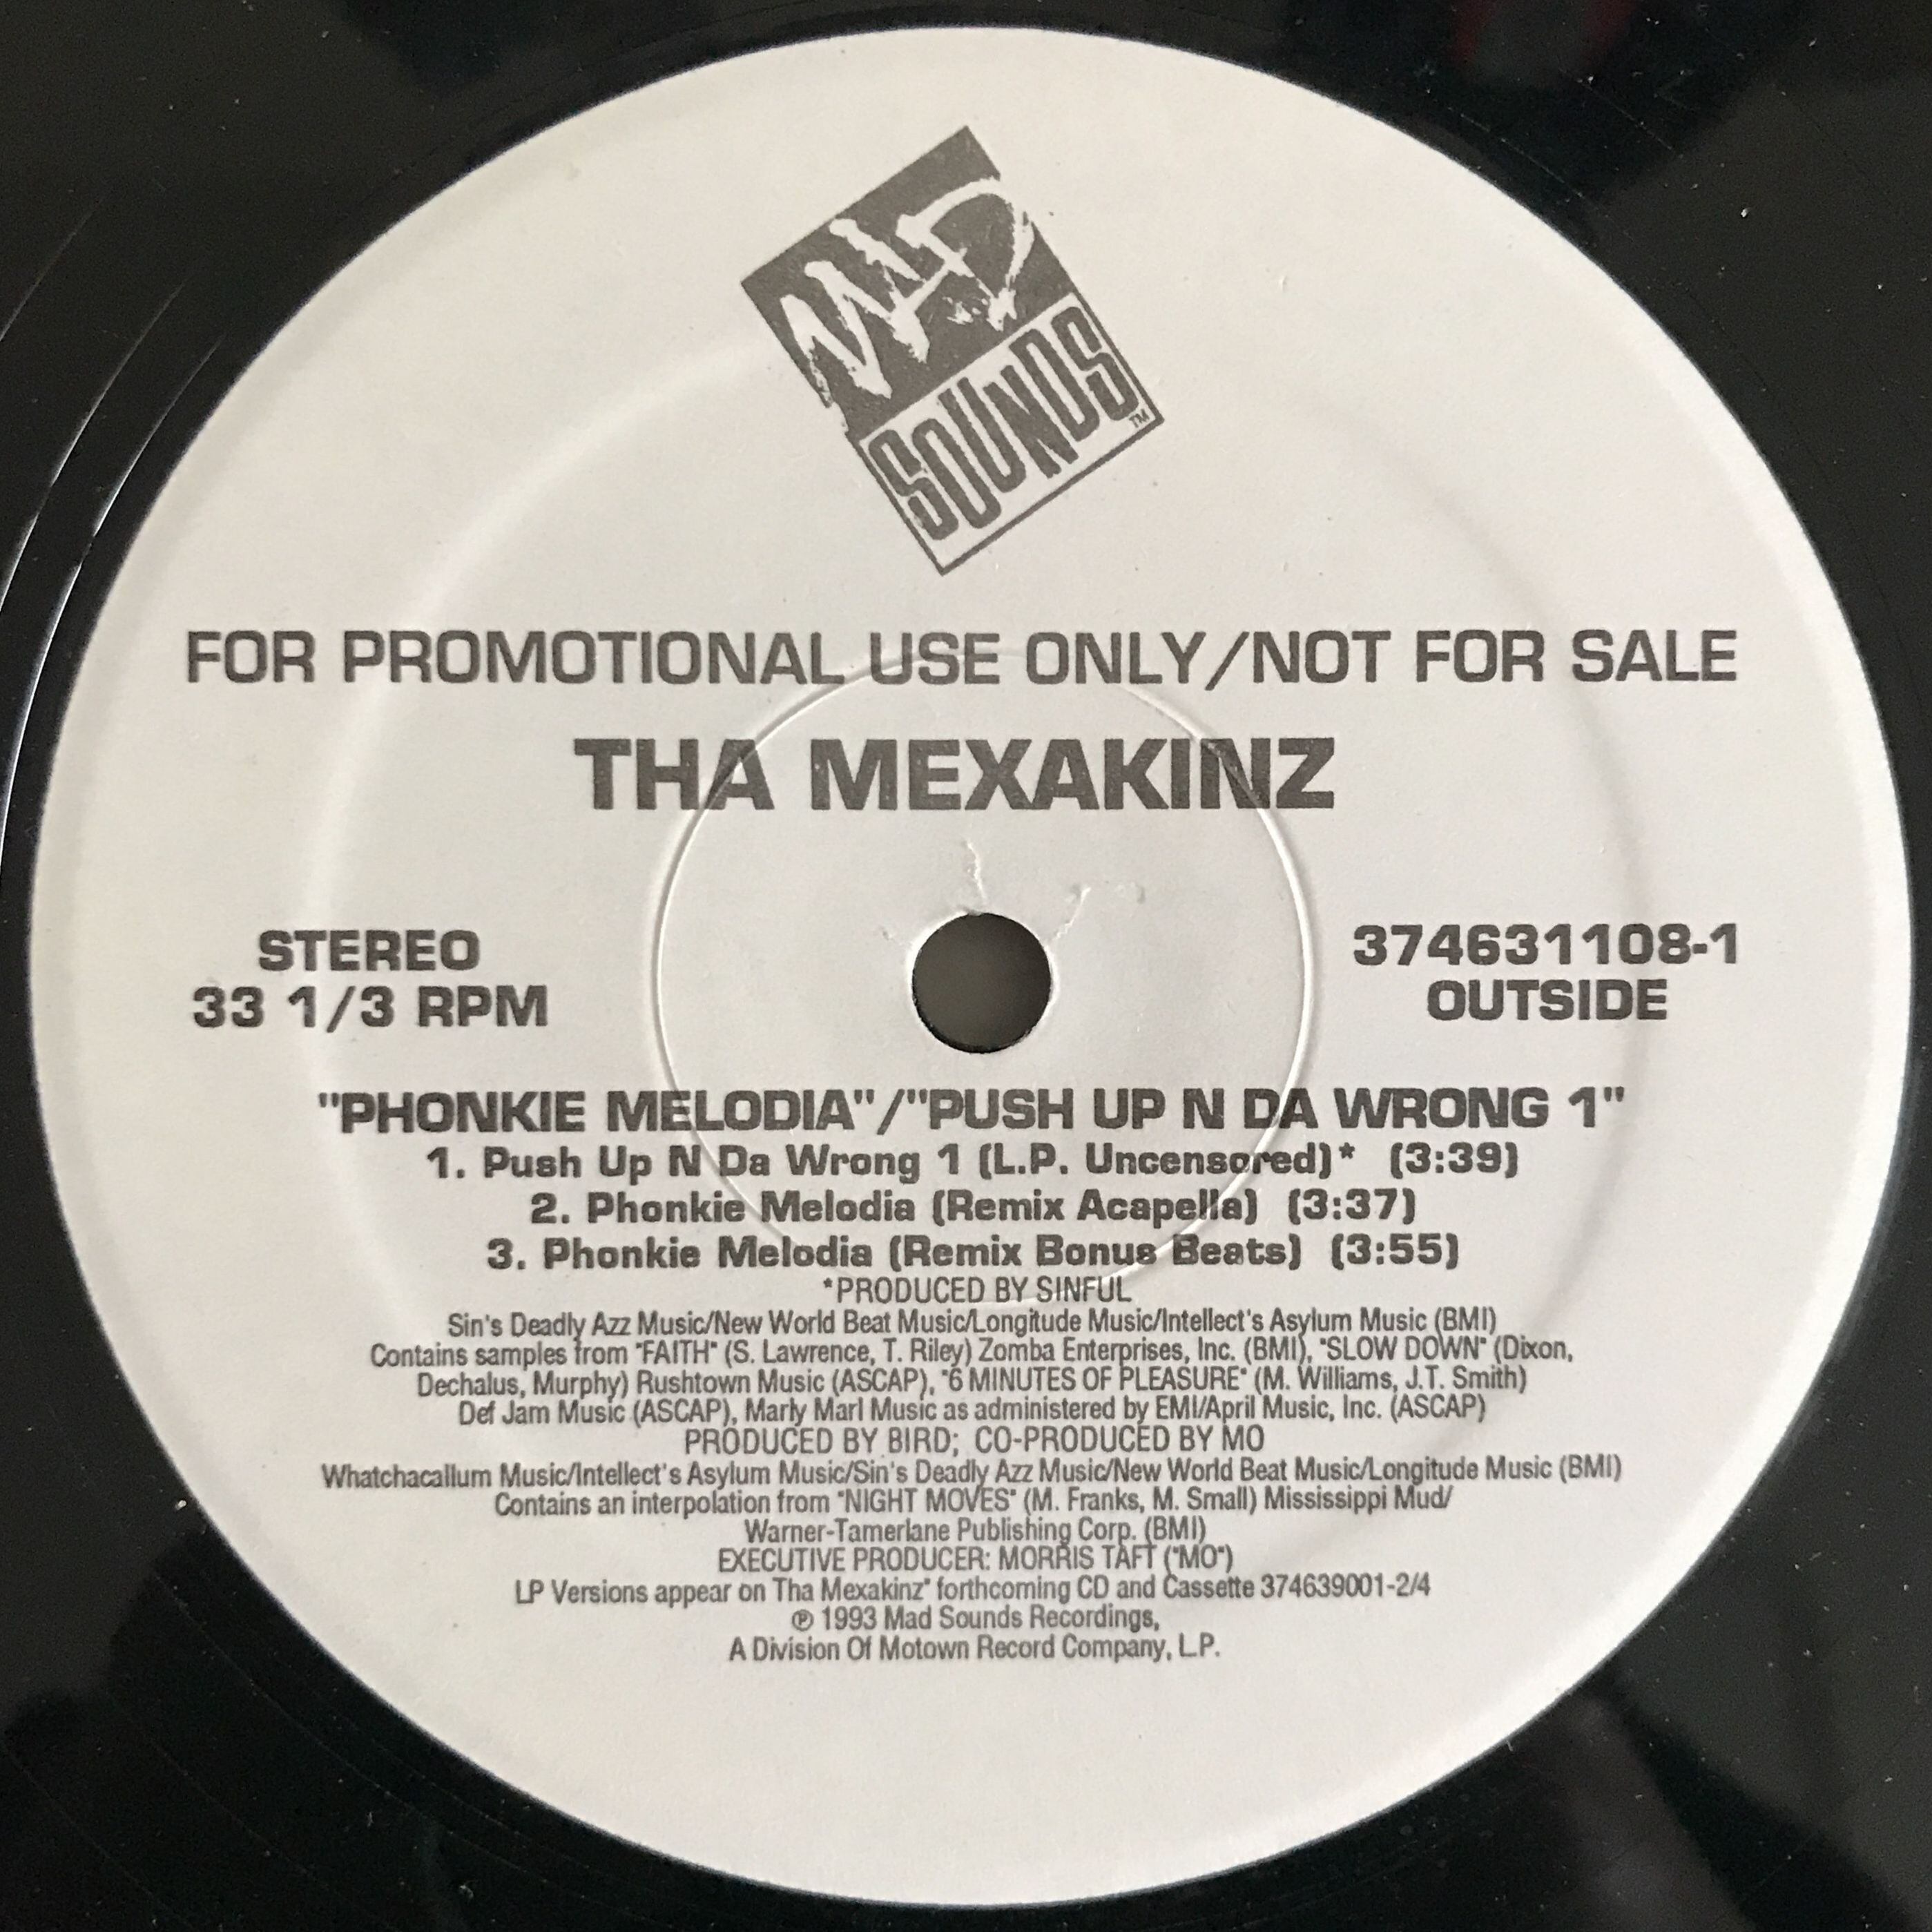 MAD
SOUNDS™
FOR PROMOTIONAL USE ONLY/NOT FOR SALE
THA MEXAKINZ
STEREO
33 1/3 RPM
374631108-1
OUTSIDE
"PHONKIE MELODIA"/"PUSH UP N DA WRONG 1"
1. Push Up N Da Wrong 1 (L.P. Uncensored)* (3:39)
2. Phonkie Melodia (Remix Acapella) (3:37)
3. Phonkie Melodia (Remix Bonus Beats) (3:55)
*PRODUCED BY SINFUL
Sin's Deadly Azz Music/New World Beat Music/Longitude Music/Intellect's Asylum Music (BMI)
Contains samples from "FAITH" (S. Lawrence, T. Riley) Zomba Enterprises, Inc. (BMI), "SLOW DOWN" (Dixon,
Dechalus, Murphy) Rushtown Music (ASCAP), "6 MINUTES OF PLEASURE" (M. Williams, J.T. Smith)
Def Jam Music (ASCAP), Marly Marl Music as administered by EMI/April Music, Inc. (ASCAP)
PRODUCED BY BIRD; CO-PRODUCED BY MO
Whatchacallum Music/Intellect's Asylum Music/Sin's Deadly Azz Music/New World Beat Music/Longitude Music (BMI)
Contains an interpolation from "NIGHT MOVES" (M. Franks, M. Small) Mississippi Mud/
Warner-Tamerlane Publishing Corp. (BMI)
EXECUTIVE PRODUCER: MORRIS TAFT ("MO")
LP Versions appear on Tha Mexakinz" forthcoming CD and Cassette 374639001-2/4
℗ 1993 Mad Sounds Recordings,
A Division Of Motown Record Company, L.P.